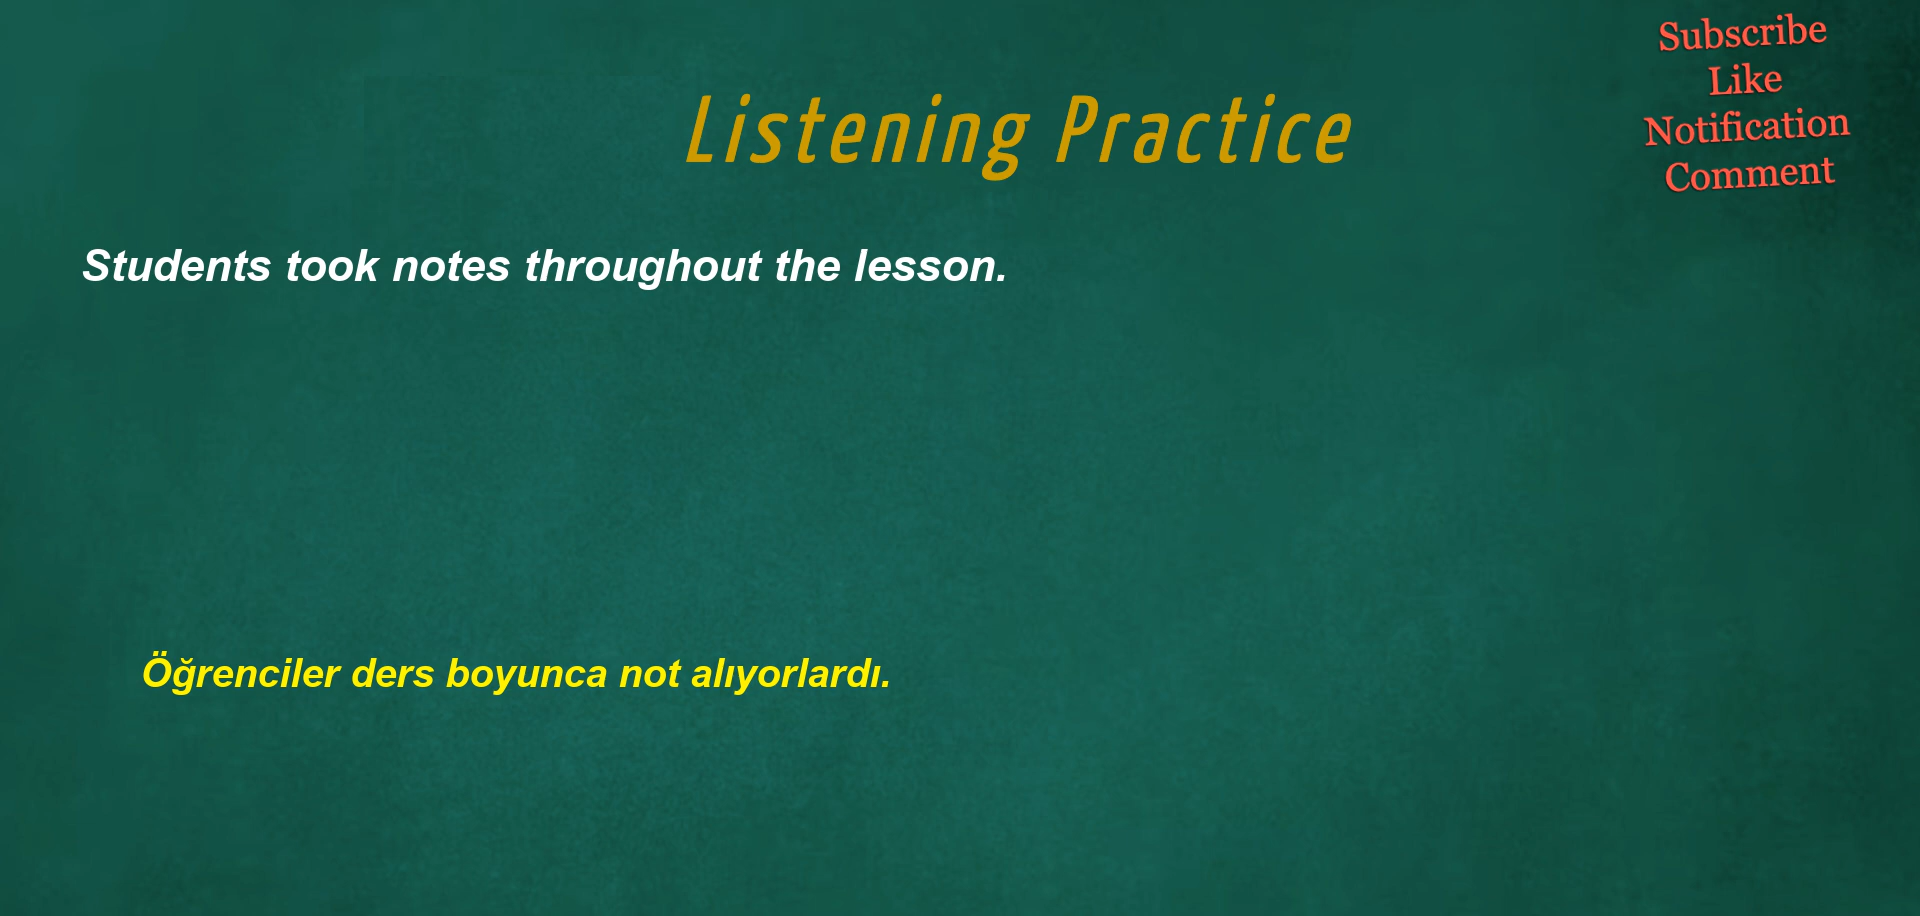 Subscribe
Like
Notification
Comment
Listening Practice
Students took notes throughout the lesson.
Öğrenciler ders boyunca not alıyorlardı.